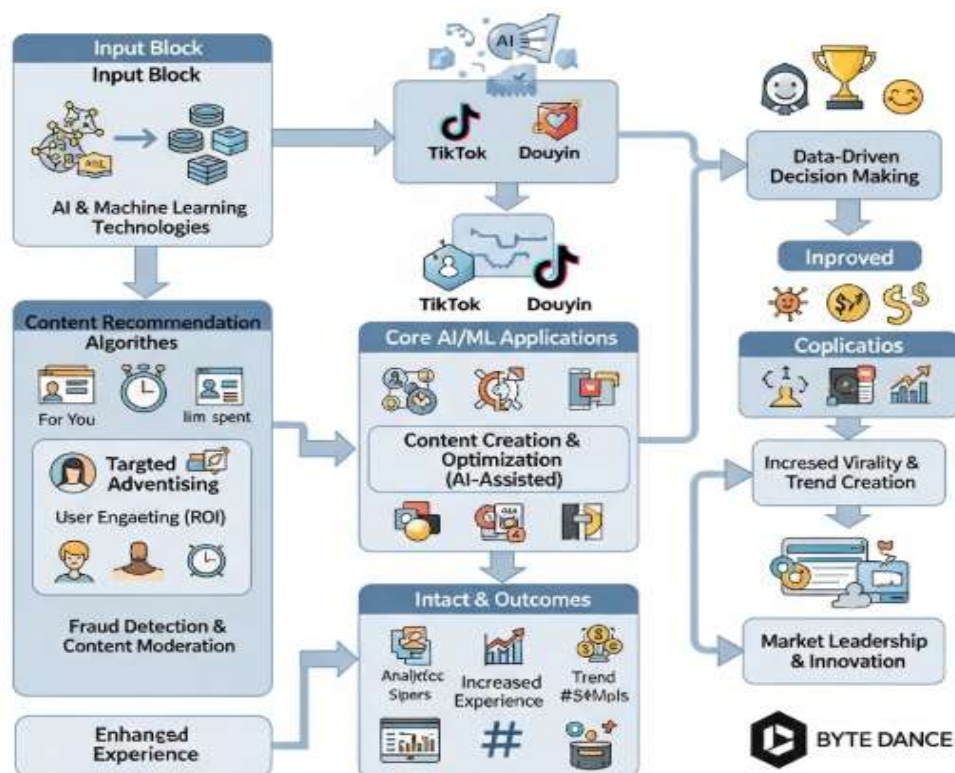 Input Block
Input Block
AI & Machine Learning
Technologies
AI
TikTok
Douyin
TikTok
Douyin
Data-Driven
Decision Making
Inproved
Coplicatios
Incresed Virality &
Trend Creation
Market Leadership
& Innovation
Content Recommendation
Algorithes
For You
Iim spent
Targted
Adventising
User Engaeting (ROI)
Fraud Detection &
Content Moderation
Core AI/ML Applications
Content Creation &
Optimization
(AI-Assisted)
Intact & Outcomes
Sipers
Increased
Experience
Trend
#
Enhanged
Experience
BYTE DANCE